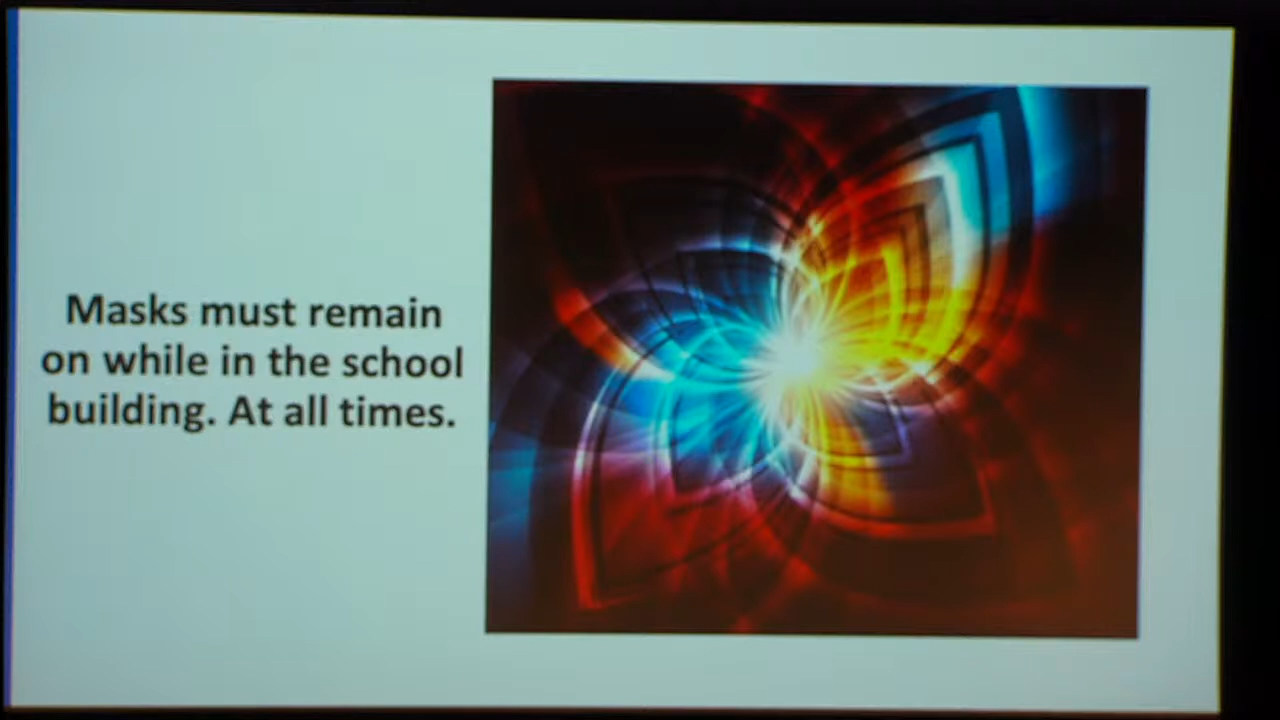 Masks must remain
on while in the school
building. At all times.